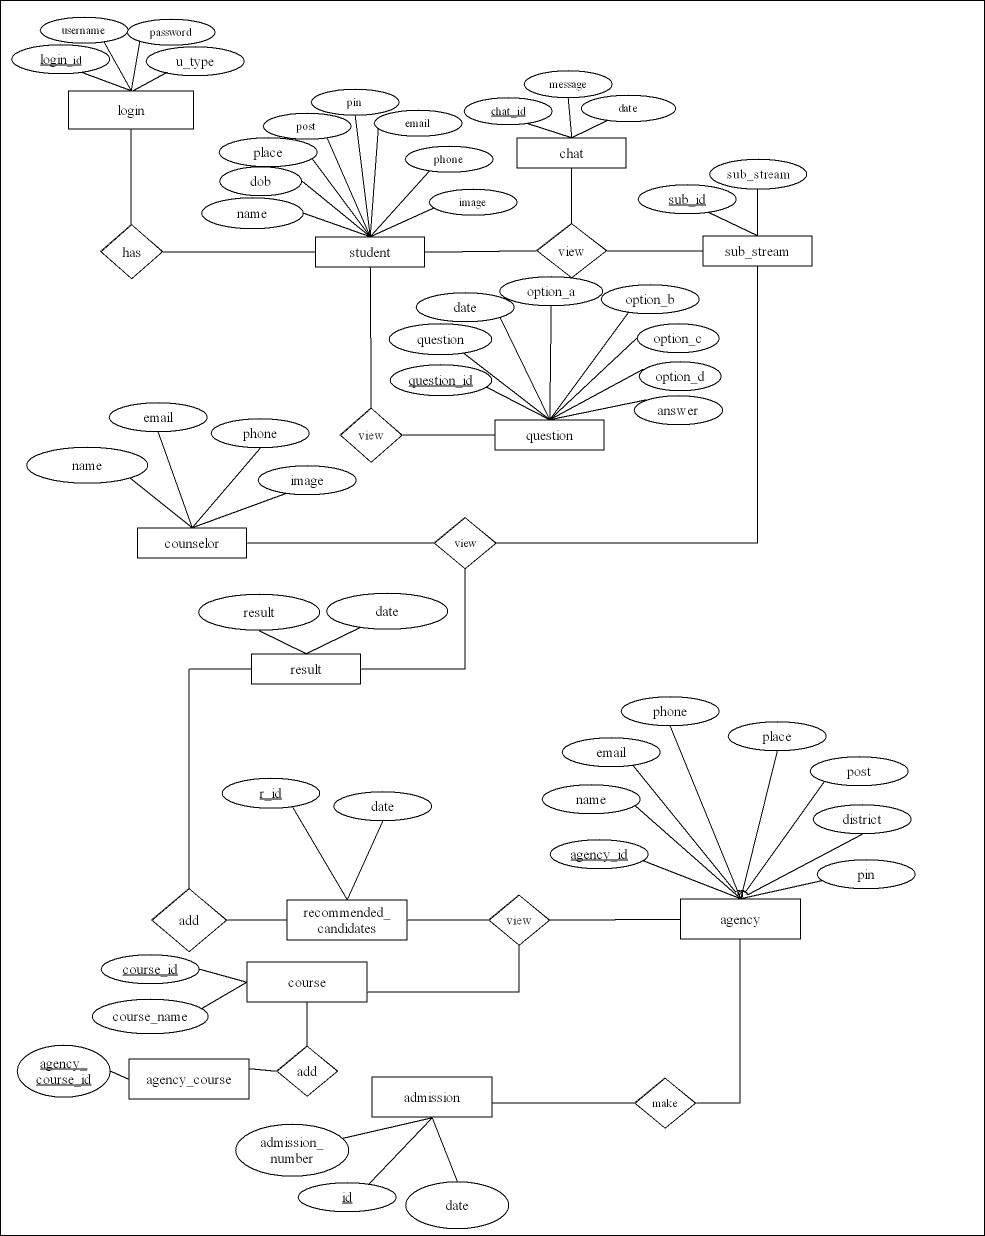 username
password
login_id
u_type
login
message
chat_id
date
chat
pin
post
email
place
phone
dob
image
name
sub_stream
sub_id
has
student
view
sub_stream
option_a
date
option_b
question
option_c
question_id
option_d
answer
view
question
email
phone
name
image
counselor
view
result
date
result
phone
place
email
post
r_id
date
name
district
agency_id
pin
add
recommended_
candidates
view
agency
course_id
course
course_name
agency_
course_id
agency_course
add
admission
make
admission_
number
id
date